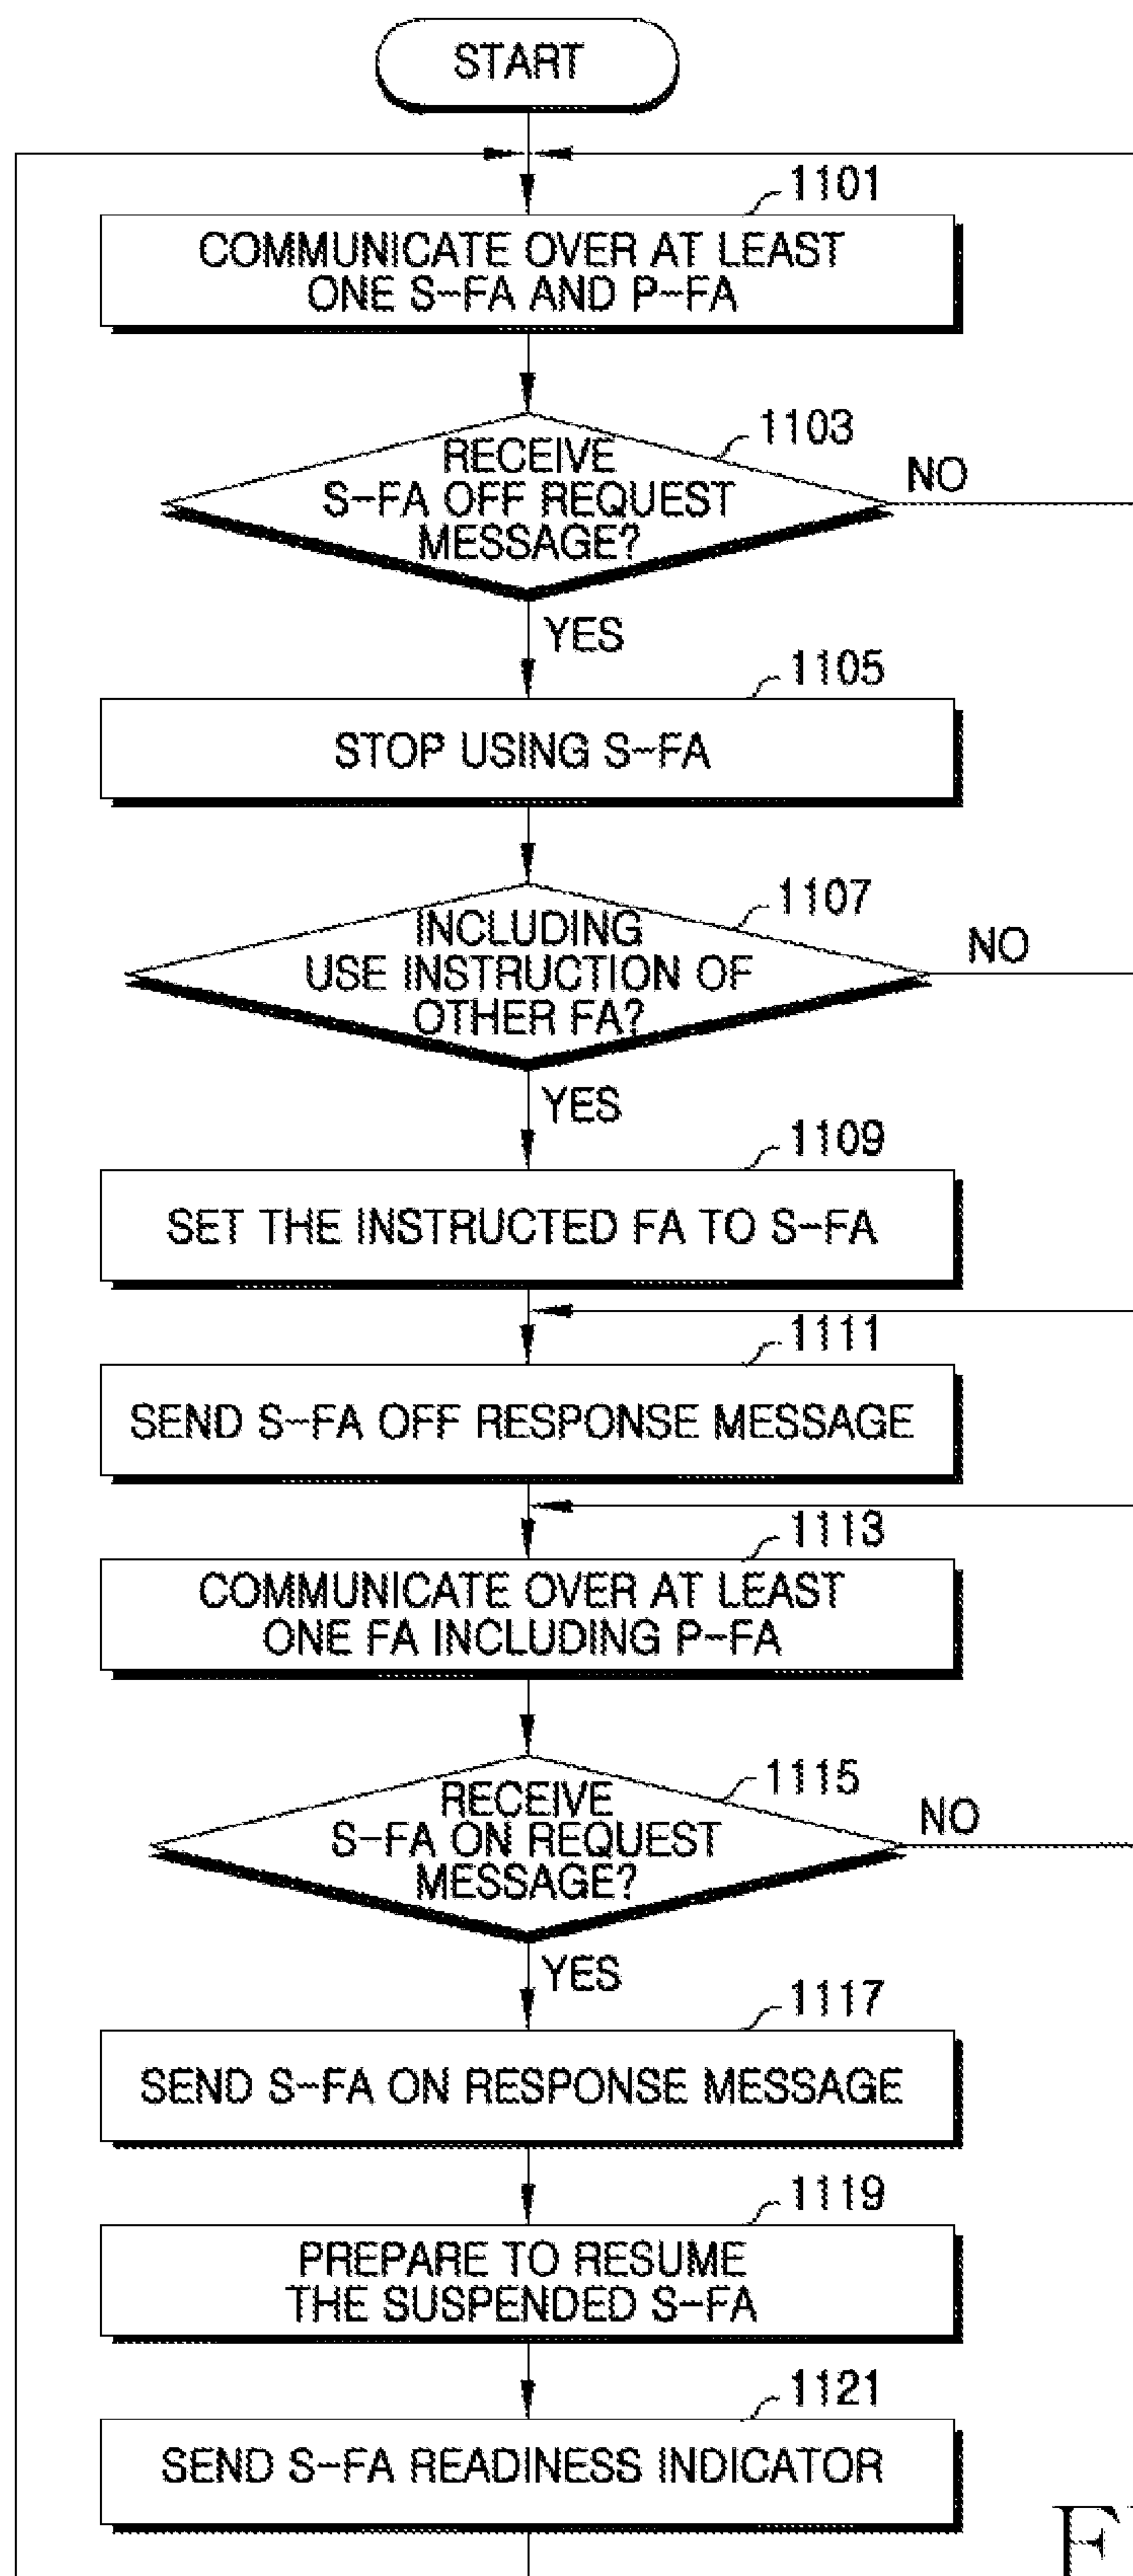 START
1101
COMMUNICATE OVER AT LEAST
ONE S-FA AND P-FA
1103
RECEIVE
S-FA OFF REQUEST
MESSAGE?
NO
YES
1105
STOP USING S-FA
1107
INCLUDING
USE INSTRUCTION OF
OTHER FA?
NO
YES
1109
SET THE INSTRUCTED FA TO S-FA
1111
SEND S-FA OFF RESPONSE MESSAGE
1113
COMMUNICATE OVER AT LEAST
ONE FA INCLUDING P-FA
1115
RECEIVE
S-FA ON REQUEST
MESSAGE?
NO
YES
1117
SEND S-FA ON RESPONSE MESSAGE
1119
PREPARE TO RESUME
THE SUSPENDED S-FA
1121
SEND S-FA READINESS INDICATOR